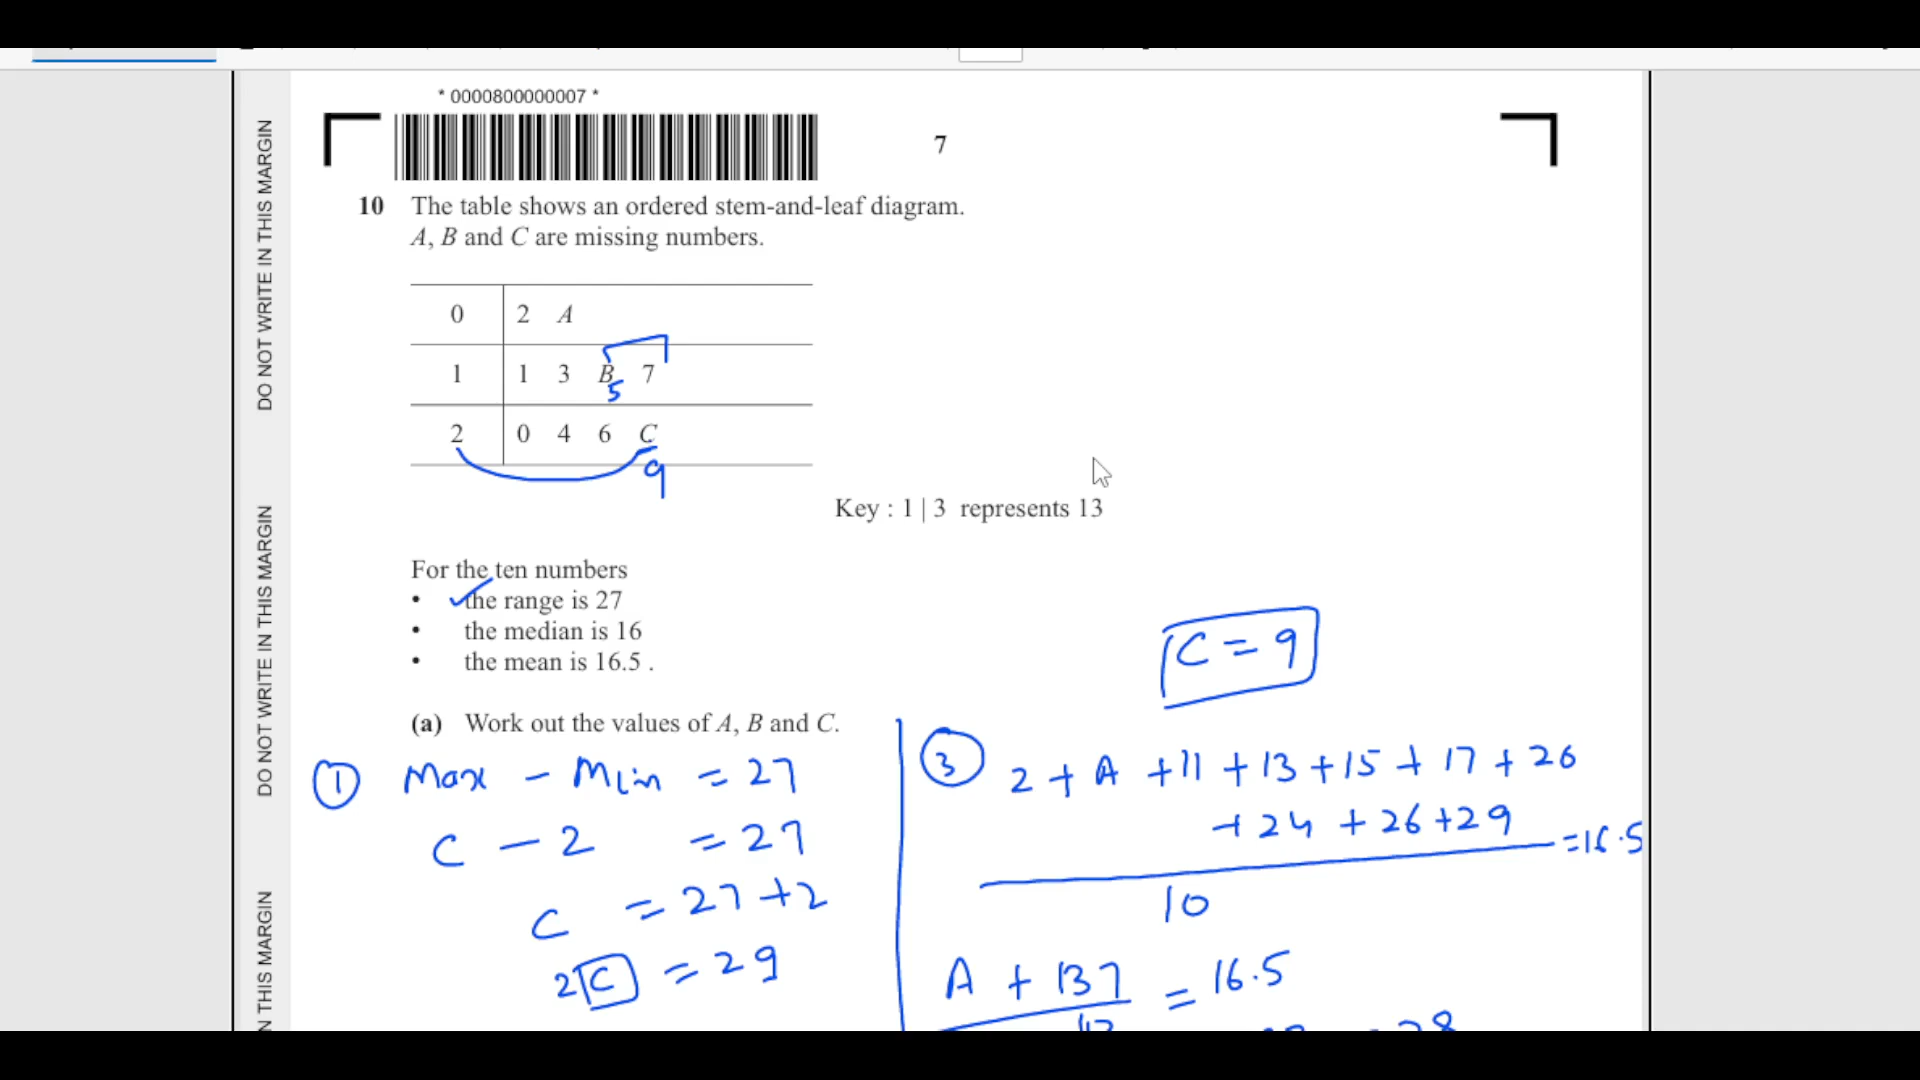 * 0000800000007 *
7
DO NOT WRITE IN THIS MARGIN
DO NOT WRITE IN THIS MARGIN
N THIS MARGIN
10 The table shows an ordered stem-and-leaf diagram.
A, B and C are missing numbers.
0 2 A
1 1 3 B 7
5
2 0 4 6 C
9
Key : 1 | 3 represents 13
For the ten numbers
• the range is 27
• the median is 16
• the mean is 16.5 .
C = 9
(a) Work out the values of A, B and C.
1 Max - Min = 27
C - 2 = 27
C = 27 + 2
2C = 29
3 2 + A + 11 + 13 + 15 + 17 + 20
+ 24 + 26 + 29 = 16.5
10
A + 137 = 16.5